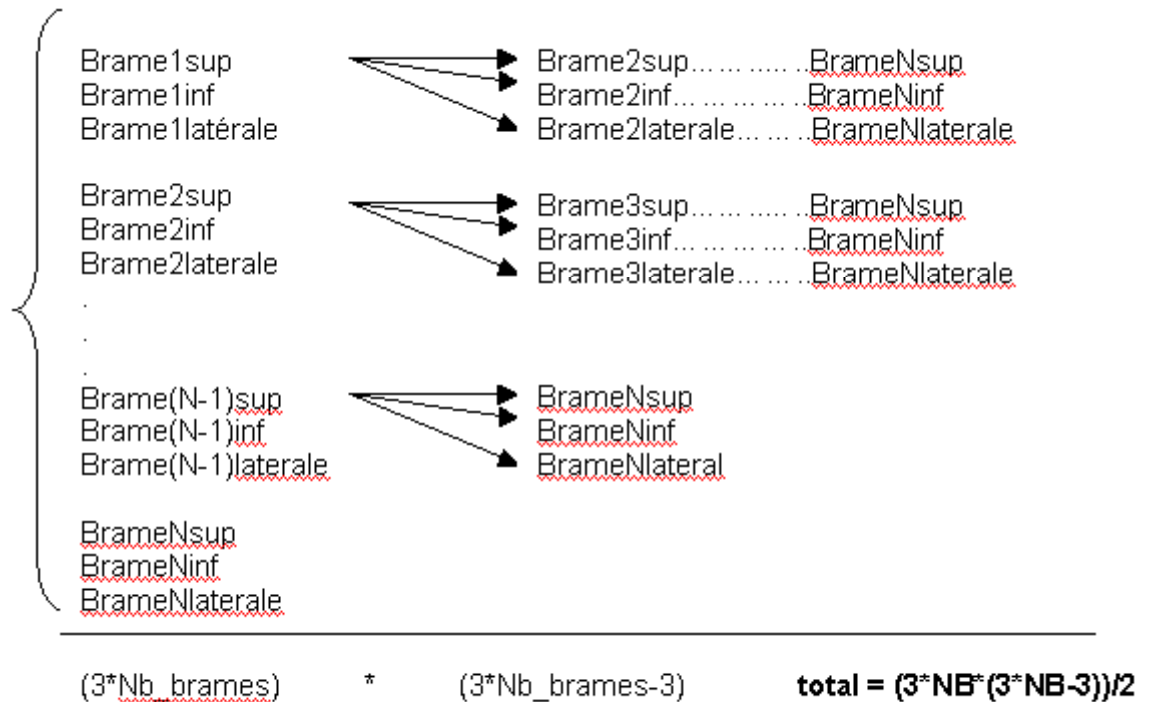 Brame1sup Brame2sup... ... ..... ..BrameNsup
Brame1inf Brame2inf... ... ... ... ..BrameNinf
Brame1latérale Brame2laterale... ... ..BrameNlaterale
Brame2sup Brame3sup... ... ..... ..BrameNsup
Brame2inf Brame3inf... ... ... ... ..BrameNinf
Brame2laterale Brame3laterale... ... ..BrameNlaterale
.
.
.
Brame(N-1)sup BrameNsup
Brame(N-1)inf BrameNinf
Brame(N-1)laterale BrameNlateral
BrameNsup
BrameNinf
BrameNlaterale
(3*Nb_brames) * (3*Nb_brames-3) total = (3*NB*(3*NB-3))/2